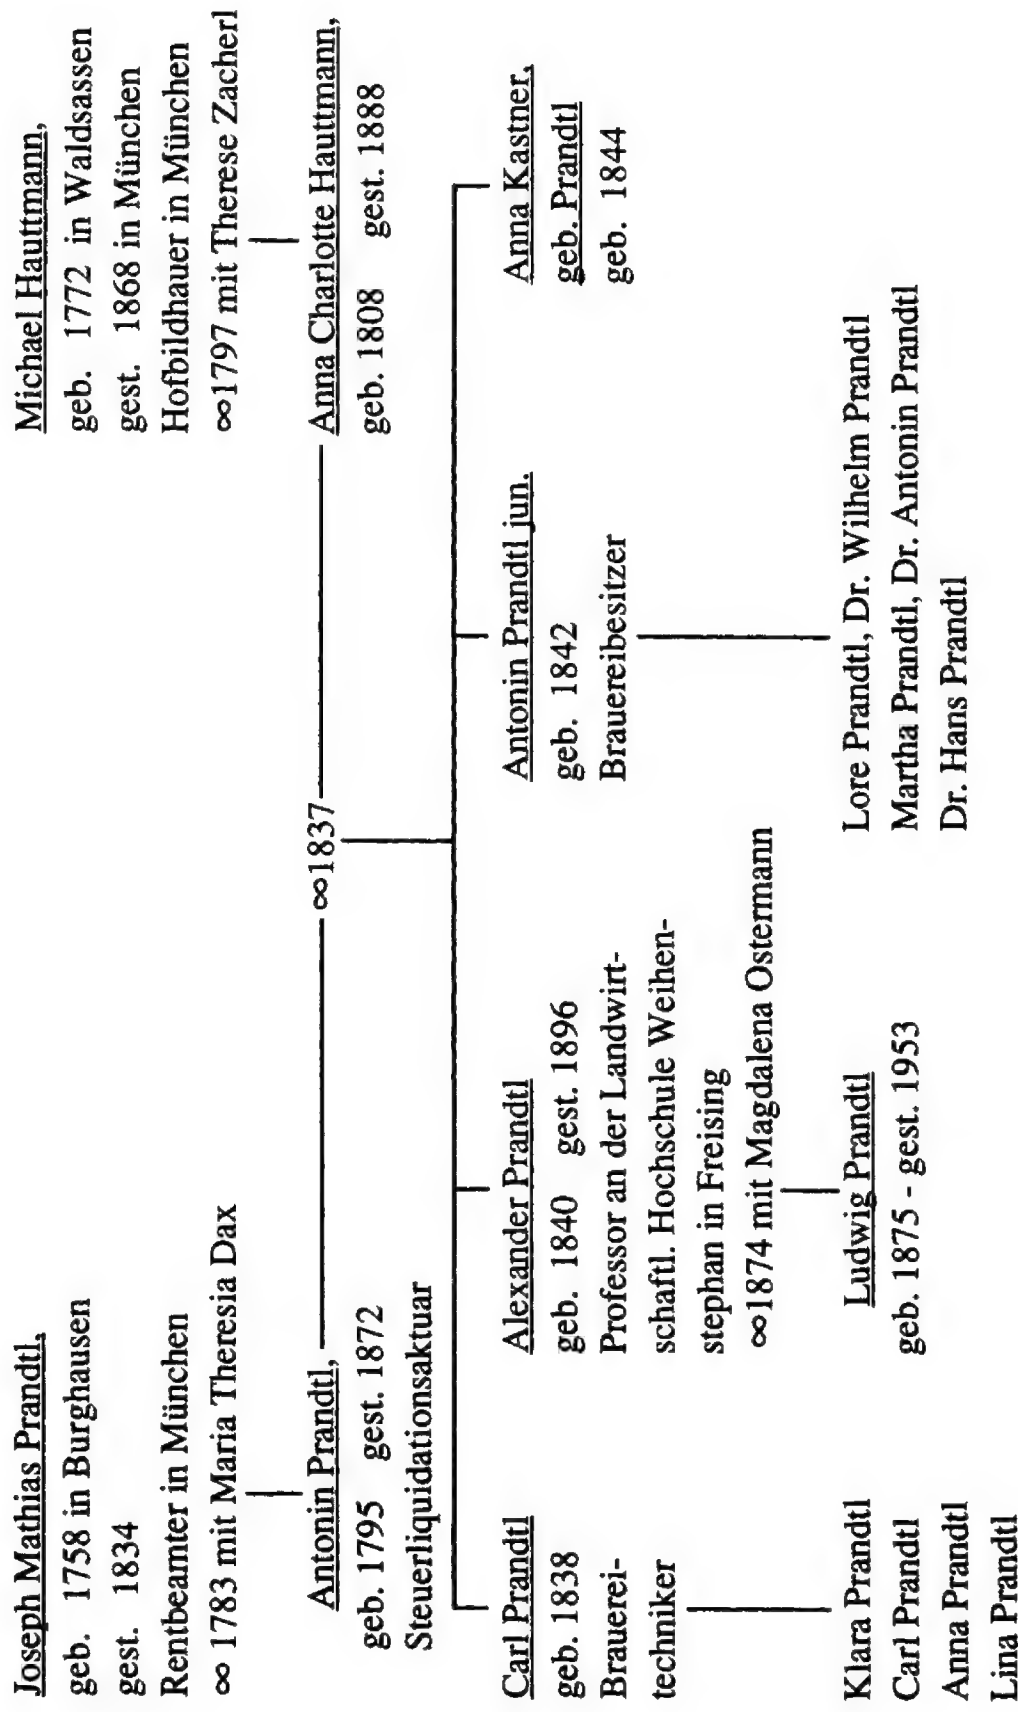 Joseph Mathias Prandtl,
geb. 1758 in Burghausen
gest. 1834
Rentbeamter in München
∞ 1783 mit Maria Theresia Dax
Michael Hauttmann,
geb. 1772 in Waldsassen
gest. 1868 in München
Hofbildhauer in München
∞1797 mit Therese Zacherl
Antonin Prandtl,
geb. 1795 gest. 1872
Steuerliquidationsaktuar
∞1837
Anna Charlotte Hauttmann,
geb. 1808 gest. 1888
Carl Prandtl
geb. 1838
Brauerei-
techniker
Alexander Prandtl
geb. 1840 gest. 1896
Professor an der Landwirt-
schaftl. Hochschule Weihen-
stephan in Freising
∞1874 mit Magdalena Ostermann
Antonin Prandtl jun.
geb. 1842
Brauereibesitzer
Anna Kastner,
geb. Prandtl
geb. 1844
Klara Prandtl
Carl Prandtl
Anna Prandtl
Lina Prandtl
Ludwig Prandtl
geb. 1875 - gest. 1953
Lore Prandtl, Dr. Wilhelm Prandtl
Martha Prandtl, Dr. Antonin Prandtl
Dr. Hans Prandtl